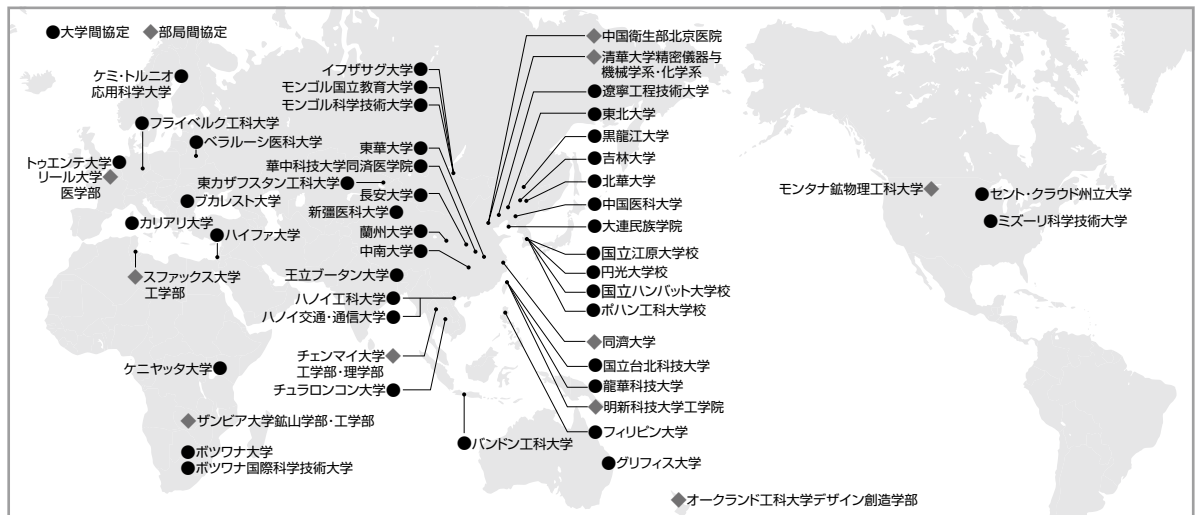 ●大学間協定 ◆部局間協定
ケミ・トルニオ
応用科学大学
フライベルク工科大学
ベラルーシ医科大学
トゥエンテ大学
リール大学
医学部
ブカレスト大学
カリアリ大学
ハイファ大学
スファックス大学
工学部
ケニヤッタ大学
ザンビア大学鉱山学部・工学部
ボツワナ大学
ボツワナ国際科学技術大学
イフザサグ大学
モンゴル国立教育大学
モンゴル科学技術大学
東華大学
華中科技大学同済医学院
東カザフスタン工科大学
長安大学
新疆医科大学
蘭州大学
中南大学
王立ブータン大学
ハノイ工科大学
ハノイ交通・通信大学
チェンマイ大学
工学部・理学部
チュラロンコン大学
バンドン工科大学
中国衛生部北京医院
清華大学精密儀器与
機械学系・化学系
遼寧工程技術大学
東北大学
黒龍江大学
吉林大学
北華大学
中国医科大学
大連民族学院
国立江原大学校
円光大学校
国立ハンバット大学校
ポハン工科大学校
同濟大学
国立台北科技大学
龍華科技大学
明新科技大学工学院
フィリピン大学
グリフィス大学
オークランド工科大学デザイン創造学部
モンタナ鉱物理工科大学
セント・クラウド州立大学
ミズーリ科学技術大学